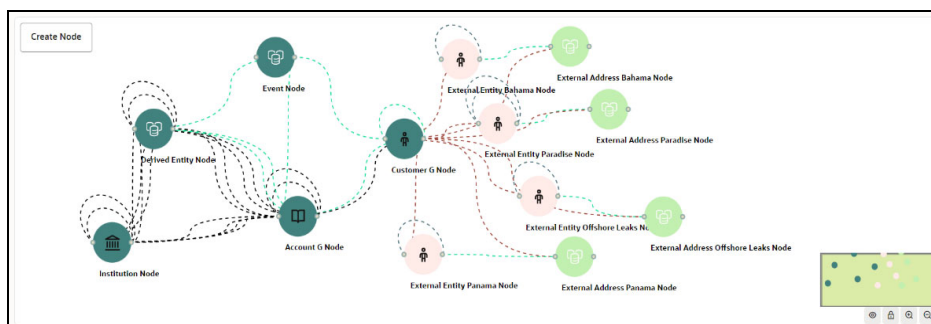 Create Node
External Address Bahama Node
Event Node
External Entity Bahama Node
External Address Paradise Node
Derived Entity Node
External Entity Paradise Node
Customer G Node
External Entity Offshore Leaks
Account G Node
External Address Offshore Leaks Node
Institution Node
External Entity Panama Node
External Address Panama Node